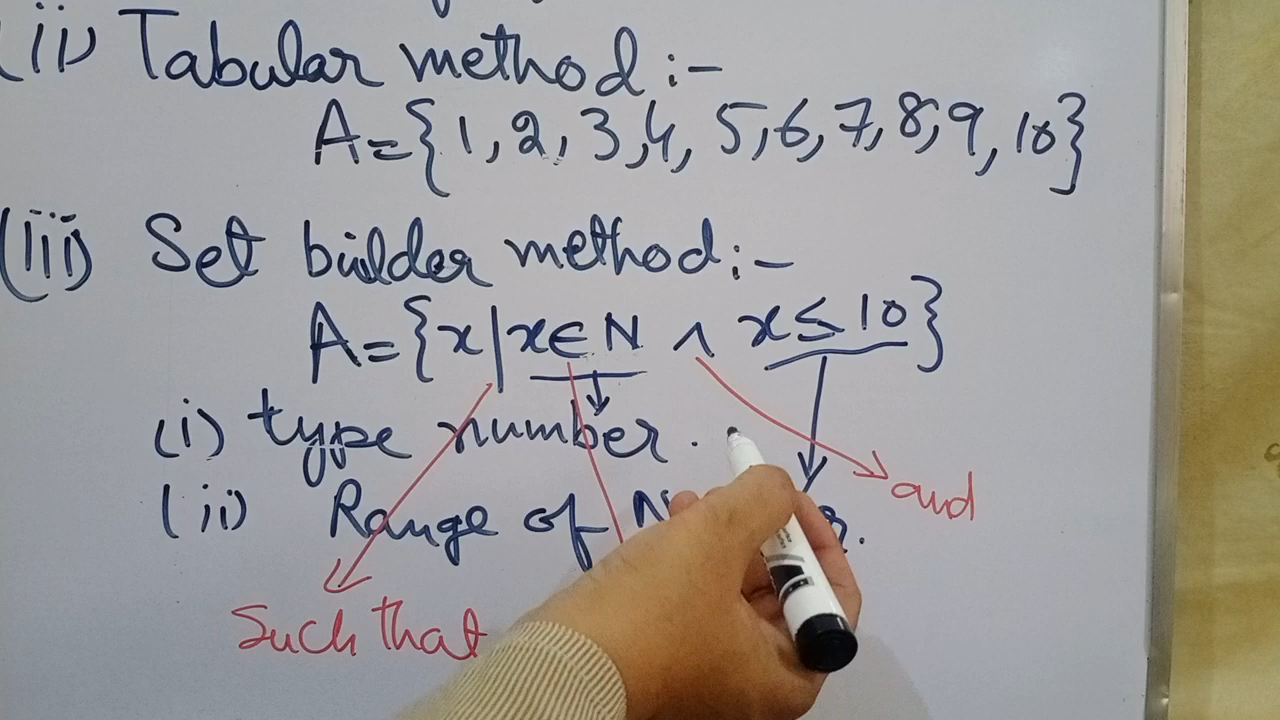 (ii) Tabular method :-
A={1, 2, 3, 4, 5, 6, 7, 8, 9, 10}
(iii) Set builder method :-
A={x|x∈N ∧ x≤10}
(i) type number.
(ii) Range of
and
Such that